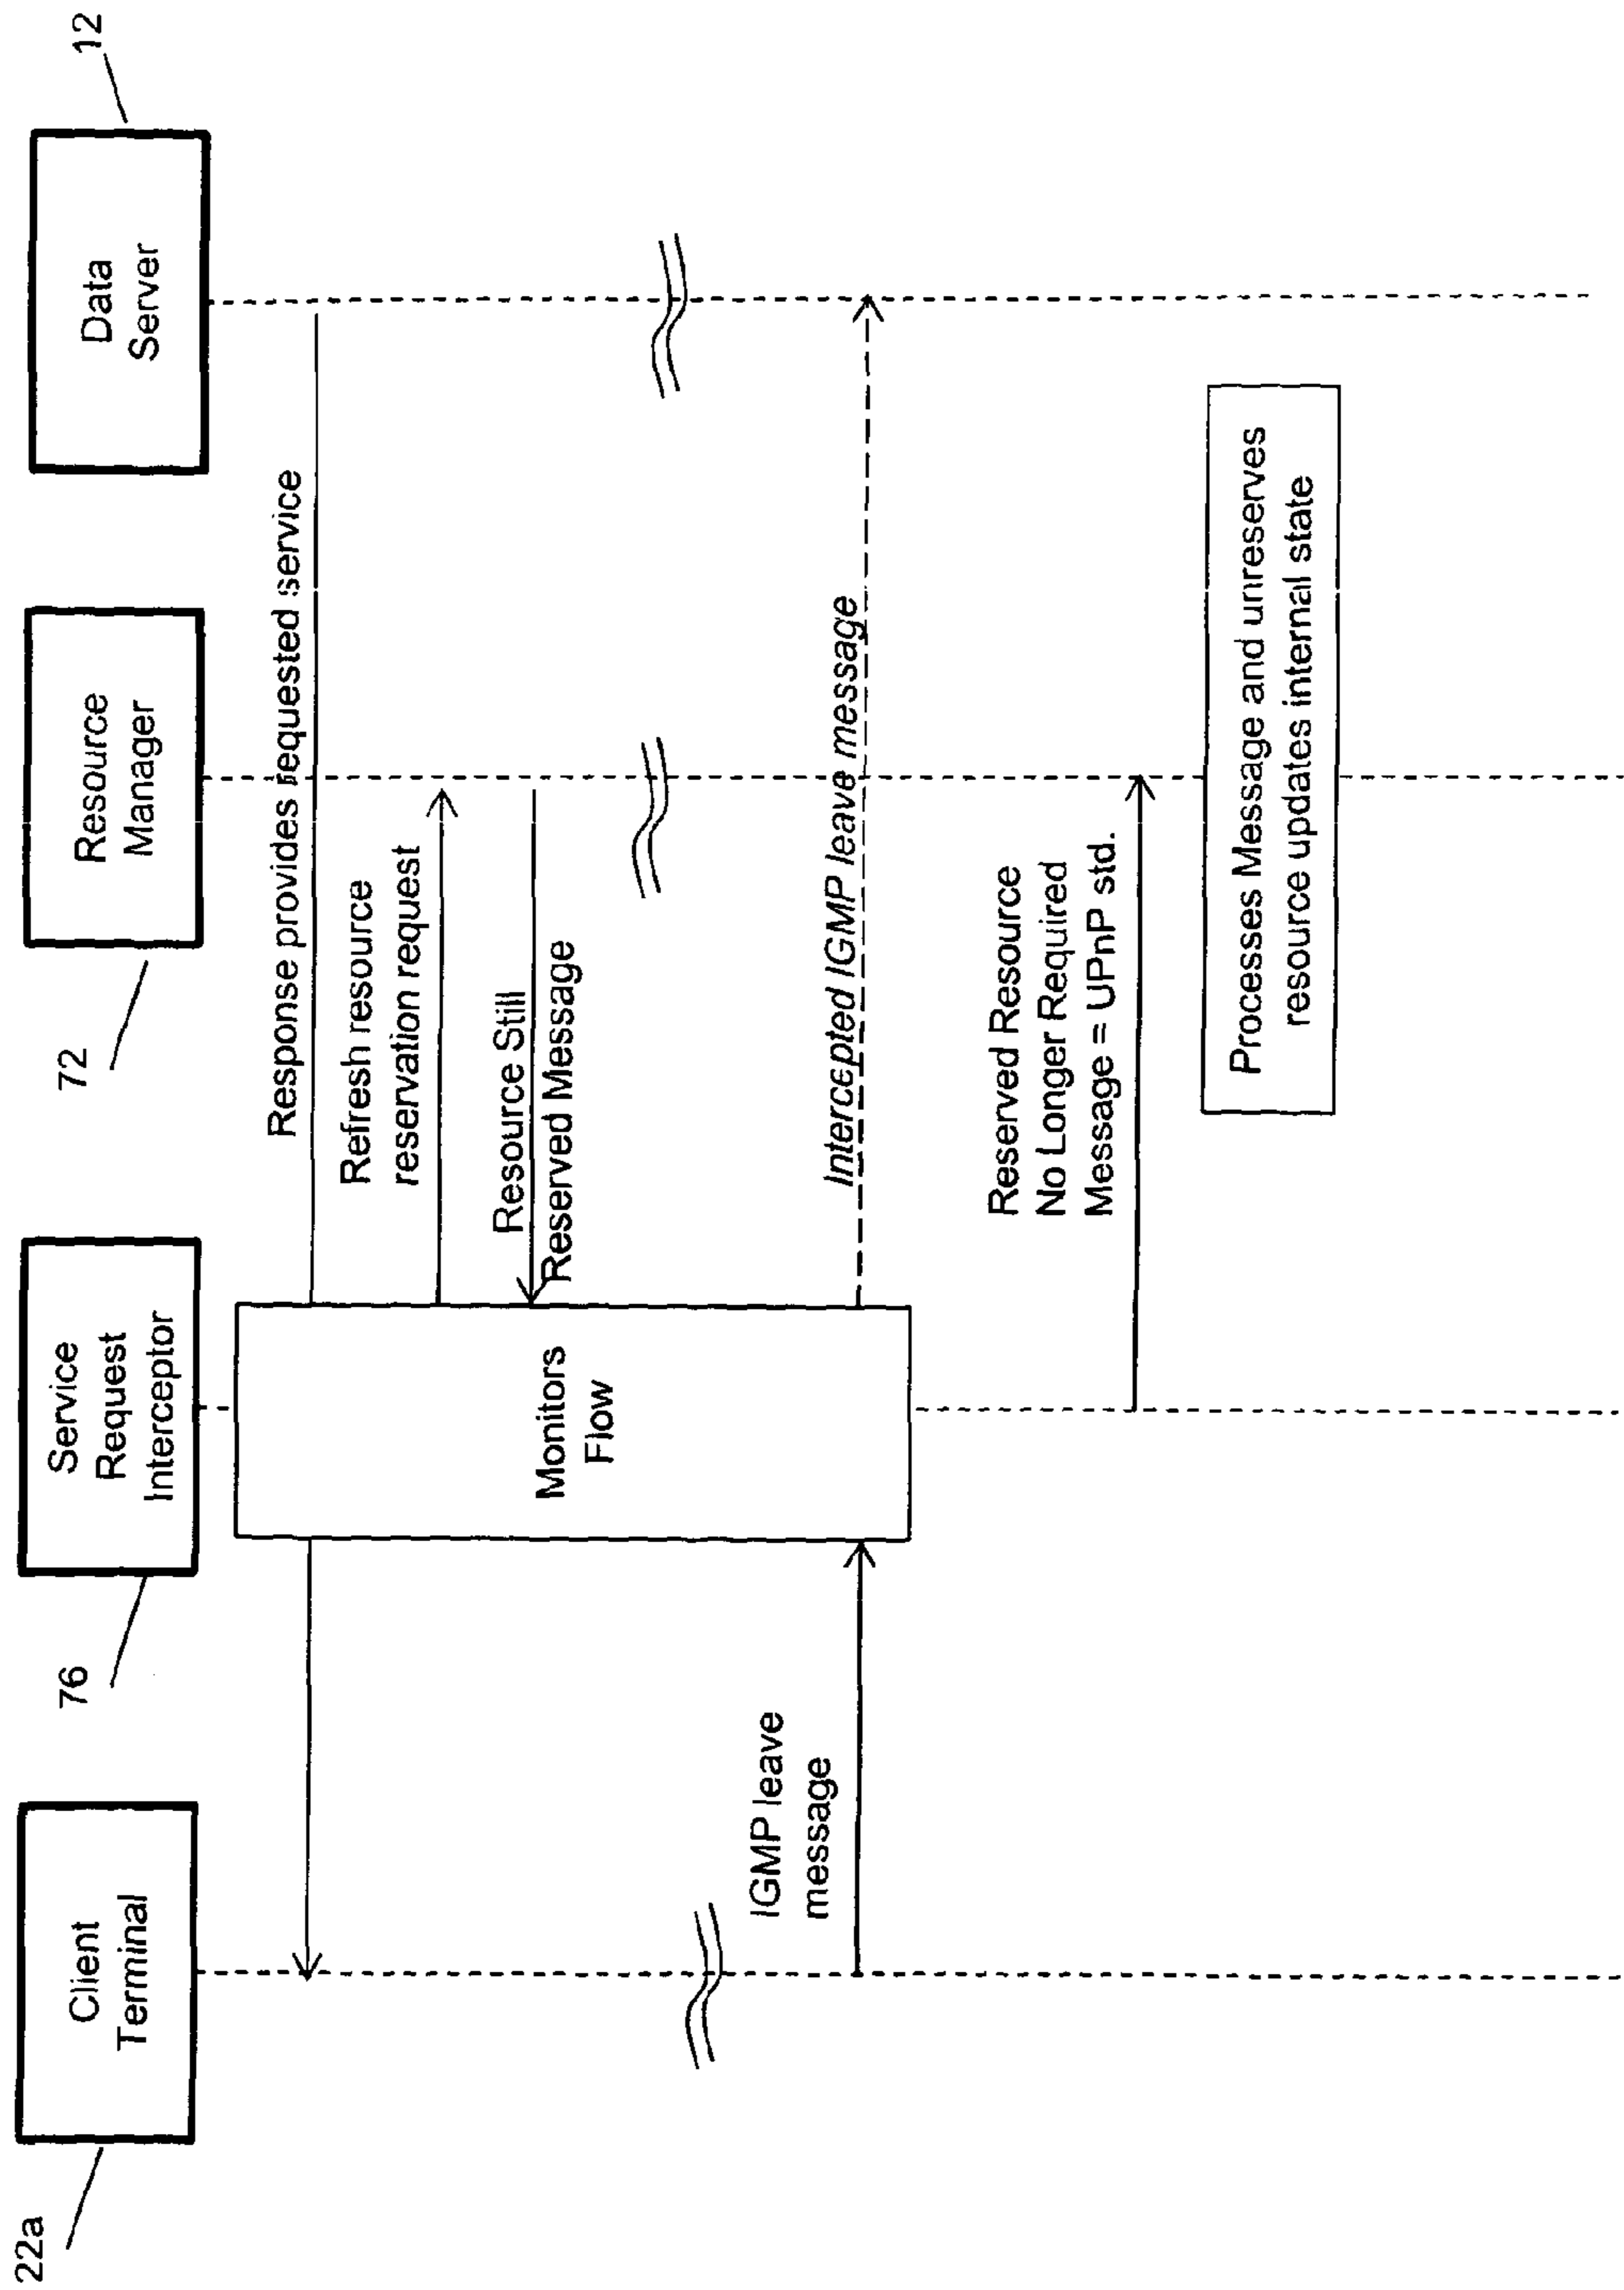 22a
Client
Terminal
76
Service
Request
Interceptor
72
Resource
Manager
12
Data
Server
Response provides requested service
Refresh resource
reservation request
Resource Still
Reserved Message
Monitors
Flow
IGMP leave
message
Intercepted IGMP leave message
Reserved Resource
No Longer Required
Message = UPnP std.
Processes Message and unreserves
resource updates internal state